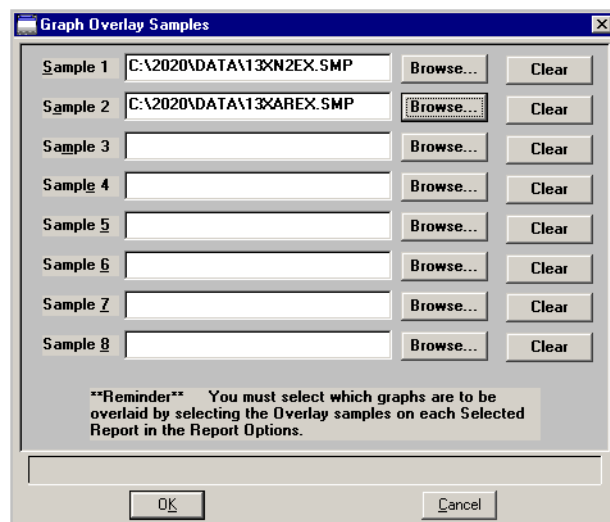 Graph Overlay Samples
Sample 1 C:\2020\DATA\13XN2EX.SMP Browse... Clear
Sample 2 C:\2020\DATA\13XAREX.SMP Browse... Clear
Sample 3 Browse... Clear
Sample 4 Browse... Clear
Sample 5 Browse... Clear
Sample 6 Browse... Clear
Sample 7 Browse... Clear
Sample 8 Browse... Clear
**Reminder** You must select which graphs are to be
overlaid by selecting the Overlay samples on each Selected
Report in the Report Options.
OK Cancel